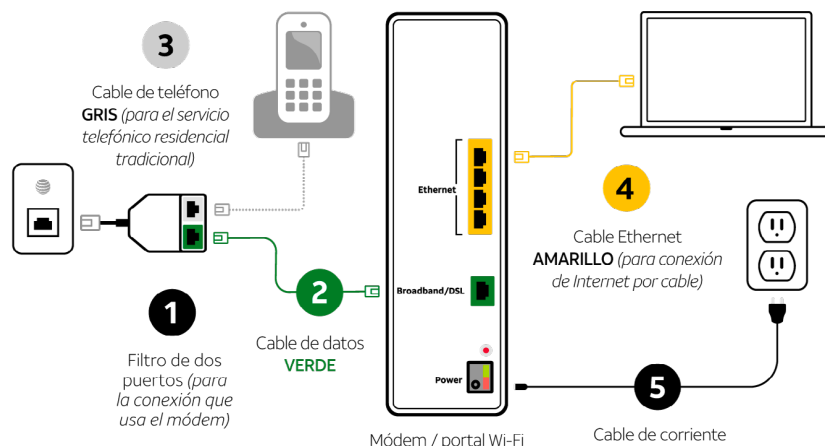 3
Cable de teléfono
GRIS (para el servicio
telefónico residencial
tradicional)
1
Filtro de dos
puertos (para
la conexión que
usa el módem)
2
Cable de datos
VERDE
Ethernet
Broadband/DSL
Power
Módem / portal Wi-Fi
4
Cable Ethernet
AMARILLO (para conexión
de Internet por cable)
5
Cable de corriente